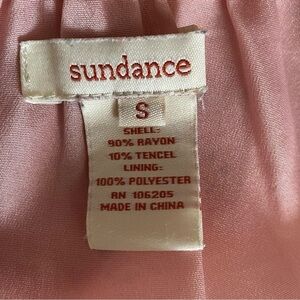 sundance
S
SHELL:
90% RAYON
10% TENCEL
LINING:
100% POLYESTER
RN 106205
MADE IN CHINA